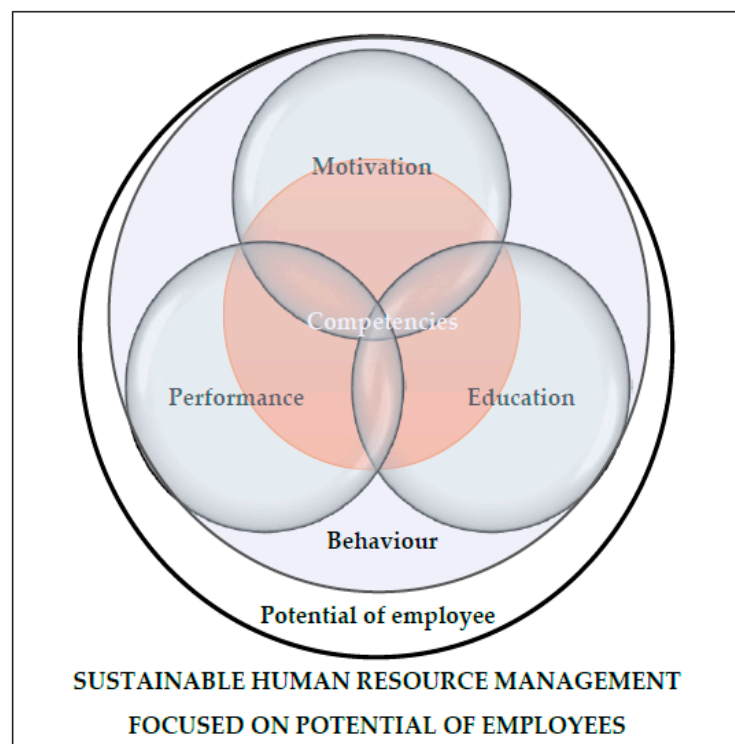 Motivation
Competencies
Performance
Education
Behaviour
Potential of employee
SUSTAINABLE HUMAN RESOURCE MANAGEMENT
FOCUSED ON POTENTIAL OF EMPLOYEES